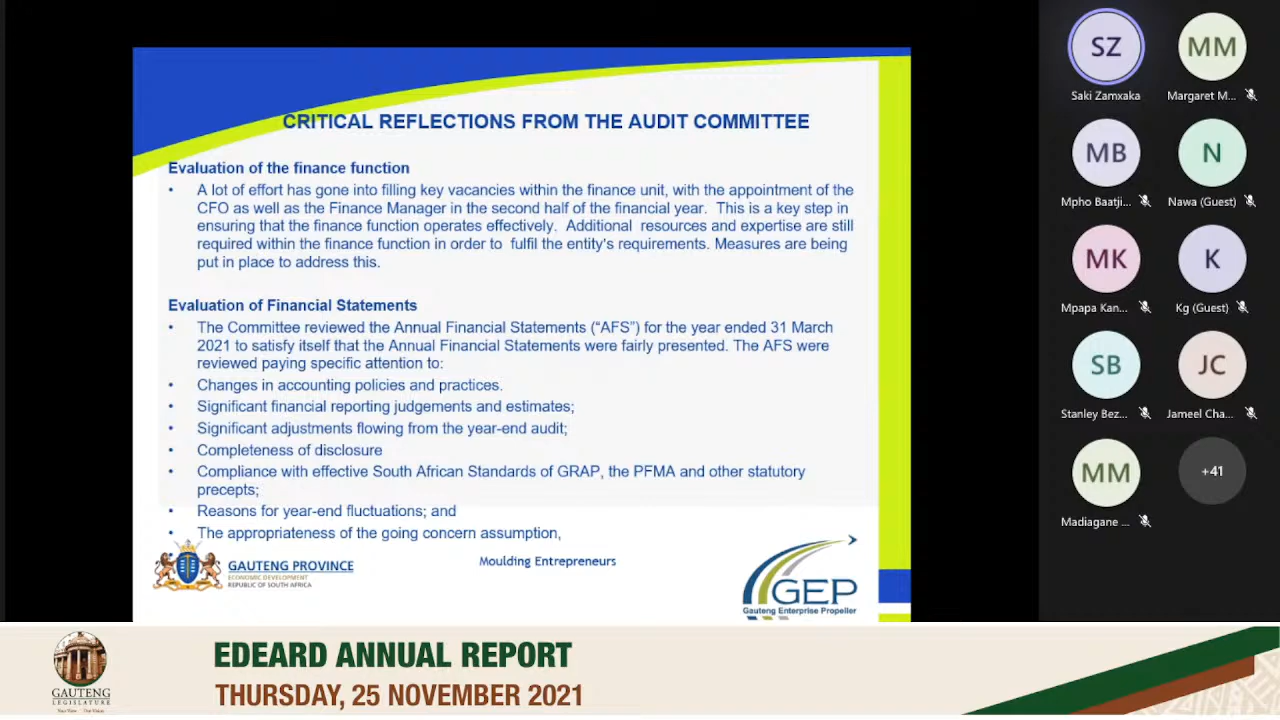 CRITICAL REFLECTIONS FROM THE AUDIT COMMITTEE
Evaluation of the finance function
• A lot of effort has gone into filling key vacancies within the finance unit, with the appointment of the
CFO as well as the Finance Manager in the second half of the financial year. This is a key step in
ensuring that the finance function operates effectively. Additional resources and expertise are still
required within the finance function in order to fulfil the entity's requirements. Measures are being
put in place to address this.
Evaluation of Financial Statements
• The Committee reviewed the Annual Financial Statements (“AFS”) for the year ended 31 March
2021 to satisfy itself that the Annual Financial Statements were fairly presented. The AFS were
reviewed paying specific attention to:
• Changes in accounting policies and practices.
• Significant financial reporting judgements and estimates;
• Significant adjustments flowing from the year-end audit;
• Completeness of disclosure
• Compliance with effective South African Standards of GRAP, the PFMA and other statutory
precepts;
• Reasons for year-end fluctuations; and
• The appropriateness of the going concern assumption,
GAUTENG PROVINCE
ECONOMIC DEVELOPMENT
REPUBLIC OF SOUTH AFRICA
Moulding Entrepreneurs
GEP
Gauteng Enterprise Propeller
SZ
Saki Zamxaka
MM
Margaret M...
MB
Mpho Baatji...
N
Nawa (Guest)
MK
Mpapa Kan...
K
Kg (Guest)
SB
Stanley Bez...
JC
Jameel Cha...
MM
Madiagane ...
+41
GAUTENG
LEGISLATURE
EDEARD ANNUAL REPORT
THURSDAY, 25 NOVEMBER 2021